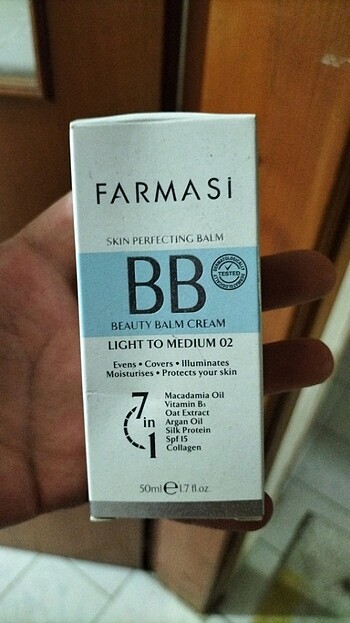 FARMASi
SKIN PERFECTING BALM
BB
DERMATOLOGICALLY
TESTED
BEAUTY BALM CREAM
LIGHT TO MEDIUM 02
Evens • Covers • Illuminates
Moisturises • Protects your skin
7 in 1
Macadamia Oil
Vitamin B₅
Oat Extract
Argan Oil
Silk Protein
Spf 15
Collagen
50ml ℮ 1.7 fl.oz.